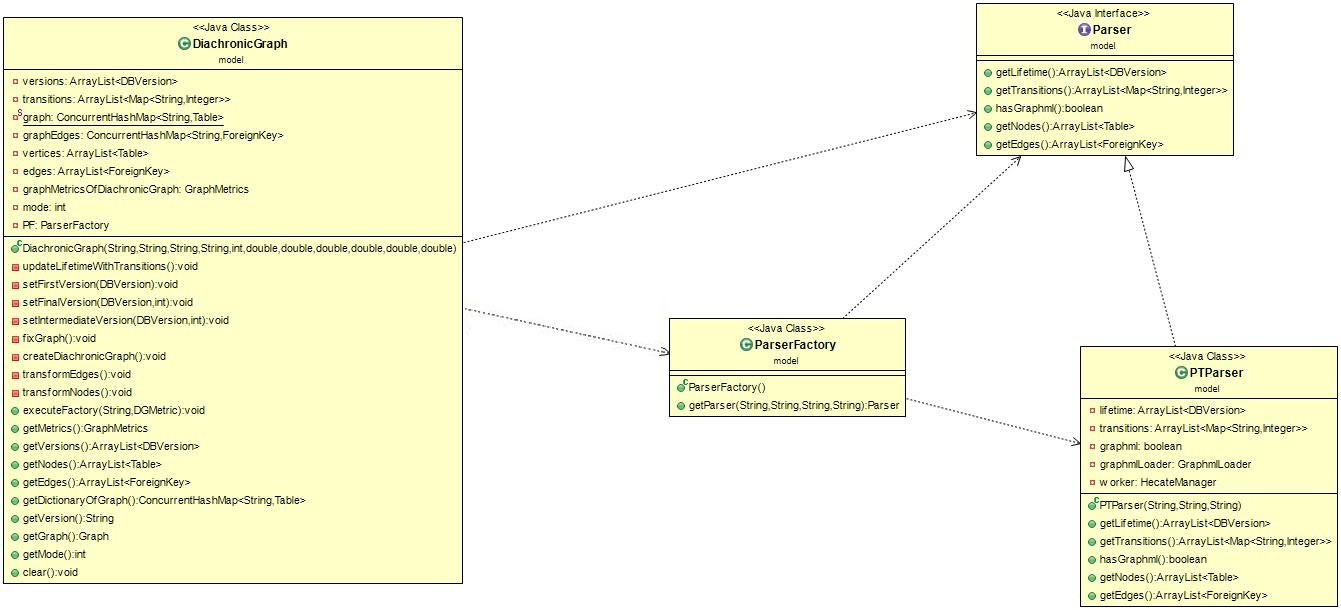 <<Java Class>>
DiachronicGraph
model
versions: ArrayList<DBVersion>
transitions: ArrayList<Map<String,Integer>>
graph: ConcurrentHashMap<String,Table>
graphEdges: ConcurrentHashMap<String,ForeignKey>
vertices: ArrayList<Table>
edges: ArrayList<ForeignKey>
graphMetricsOfDiachronicGraph: GraphMetrics
mode: int
PF: ParserFactory
DiachronicGraph(String,String,String,String,int,double,double,double,double,double,double)
updateLifetimeWithTransitions():void
setFirstVersion(DBVersion):void
setFinalVersion(DBVersion,int):void
setIntermediateVersion(DBVersion,int):void
fixGraph():void
createDiachronicGraph():void
transformEdges():void
transformNodes():void
executeFactory(String,DGMetric):void
getMetrics():GraphMetrics
getVersions():ArrayList<DBVersion>
getNodes():ArrayList<Table>
getEdges():ArrayList<ForeignKey>
getDictionaryOfGraph():ConcurrentHashMap<String,Table>
getVersion():String
getGraph():Graph
getMode():int
clear():void
<<Java Interface>>
Parser
model
getLifetime():ArrayList<DBVersion>
getTransitions():ArrayList<Map<String,Integer>>
hasGraphml():boolean
getNodes():ArrayList<Table>
getEdges():ArrayList<ForeignKey>
<<Java Class>>
ParserFactory
model
ParserFactory()
getParser(String,String,String,String):Parser
<<Java Class>>
PTParser
model
lifetime: ArrayList<DBVersion>
transitions: ArrayList<Map<String,Integer>>
graphml: boolean
graphmlLoader: GraphmlLoader
worker: HecateManager
PTParser(String,String,String)
getLifetime():ArrayList<DBVersion>
getTransitions():ArrayList<Map<String,Integer>>
hasGraphml():boolean
getNodes():ArrayList<Table>
getEdges():ArrayList<ForeignKey>